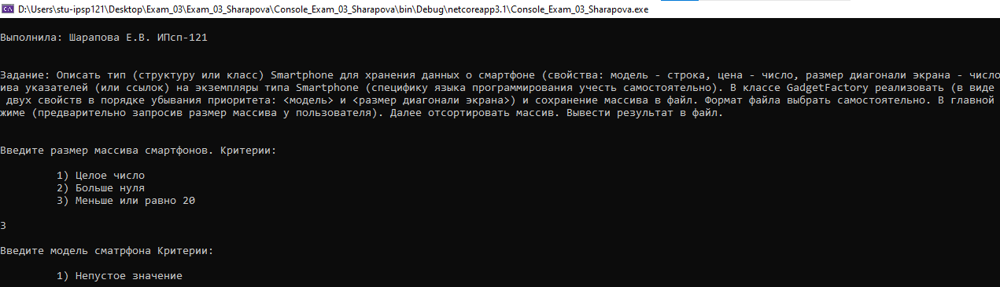 D:\Users\stu-ipsp121\Desktop\Exam_03\Exam_03_Sharapova\Console_Exam_03_Sharapova\bin\Debug\netcoreapp3.1\Console_Exam_03_Sharapova.exe
Выполнила: Шарапова Е.В. ИПсп-121
Задание: Описать тип (структуру или класс) Smartphone для хранения данных о смартфоне (свойства: модель - строка, цена - число, размер диагонали экрана - число
ива указателей (или ссылок) на экземпляры типа Smartphone (специфику языка программирования учесть самостоятельно). В классе GadgetFactory реализовать (в виде
двух свойств в порядке убывания приоритета: <модель> и <размер диагонали экрана>) и сохранение массива в файл. Формат файла выбрать самостоятельно. В главной
жиме (предварительно запросив размер массива у пользователя). Далее отсортировать массив. Вывести результат в файл.
Введите размер массива смартфонов. Критерии:
1) Целое число
2) Больше нуля
3) Меньше или равно 20
3
Введите модель сматрфона Критерии:
1) Непустое значение